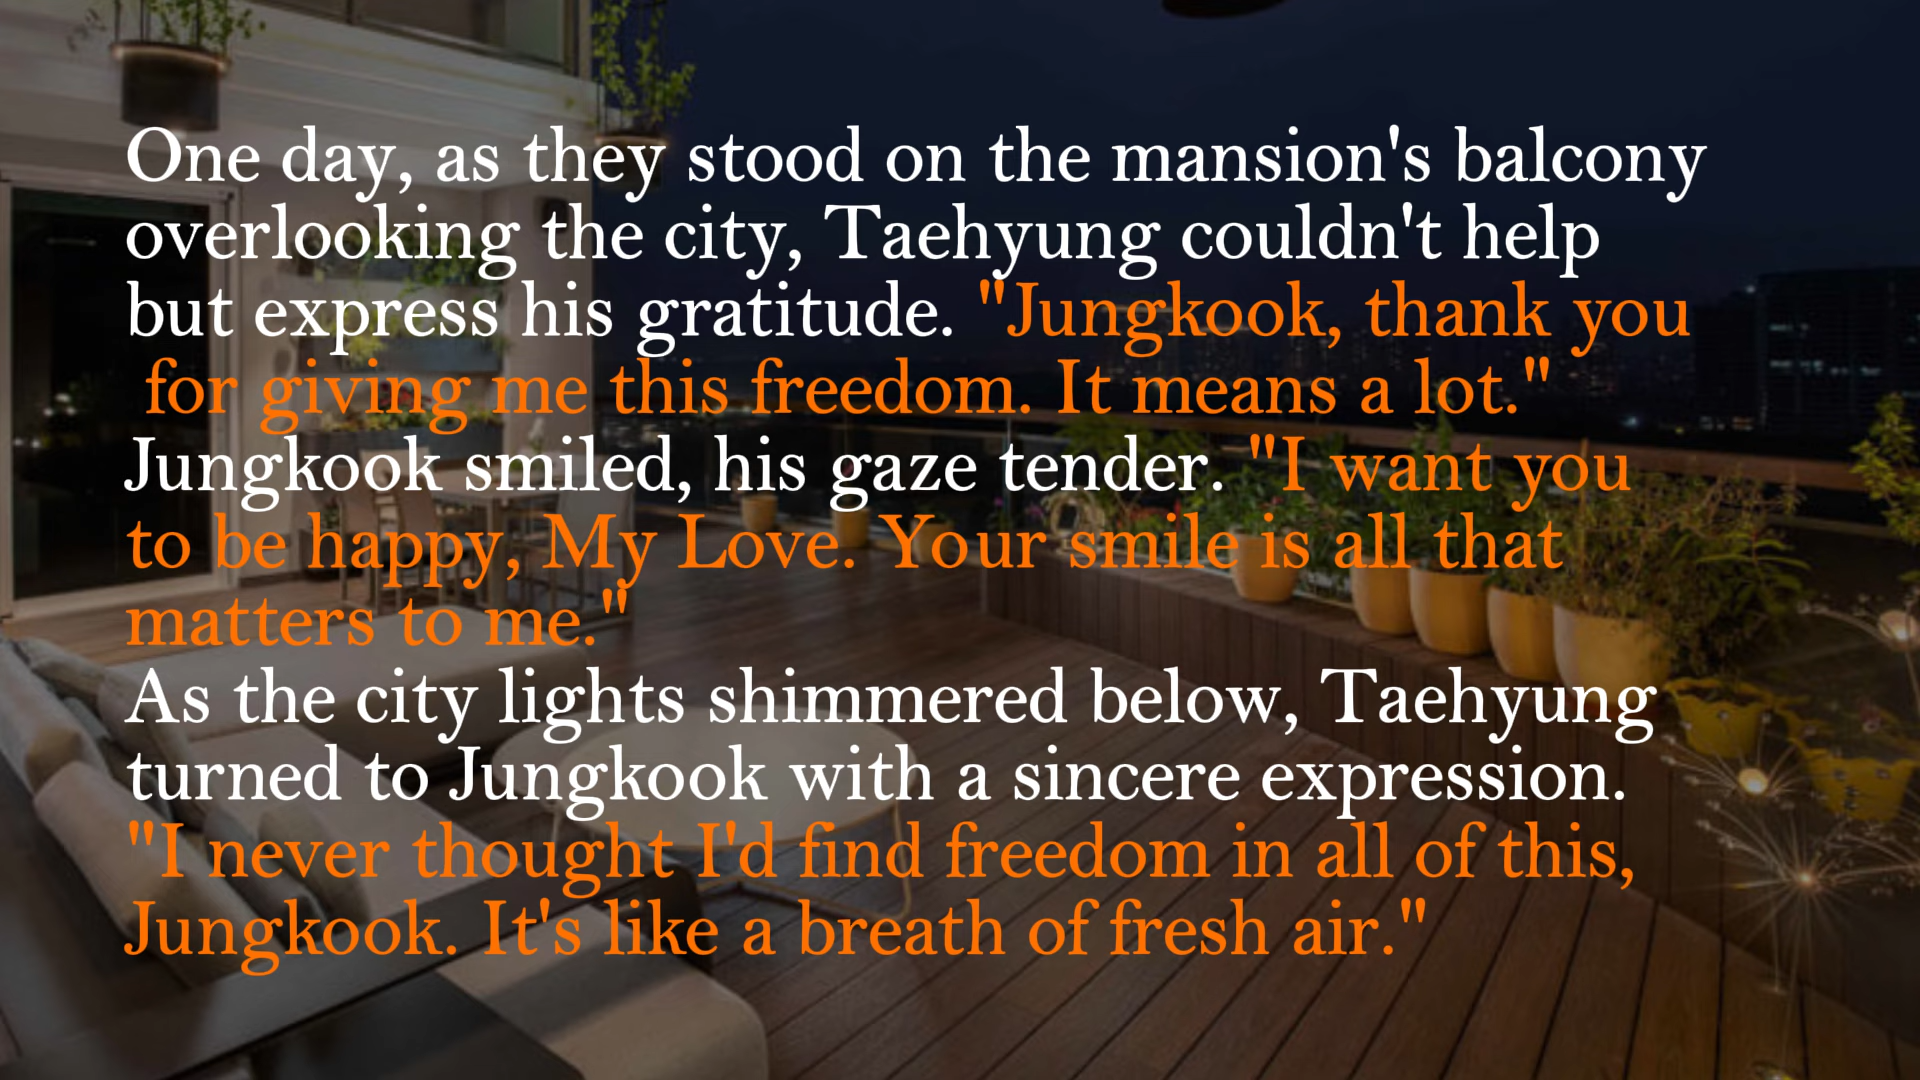 One day, as they stood on the mansion's balcony
overlooking the city, Taehyung couldn't help
but express his gratitude. "Jungkook, thank you
for giving me this freedom. It means a lot."
Jungkook smiled, his gaze tender. "I want you
to be happy, My Love. Your smile is all that
matters to me."
As the city lights shimmered below, Taehyung
turned to Jungkook with a sincere expression.
"I never thought I'd find freedom in all of this,
Jungkook. It's like a breath of fresh air."